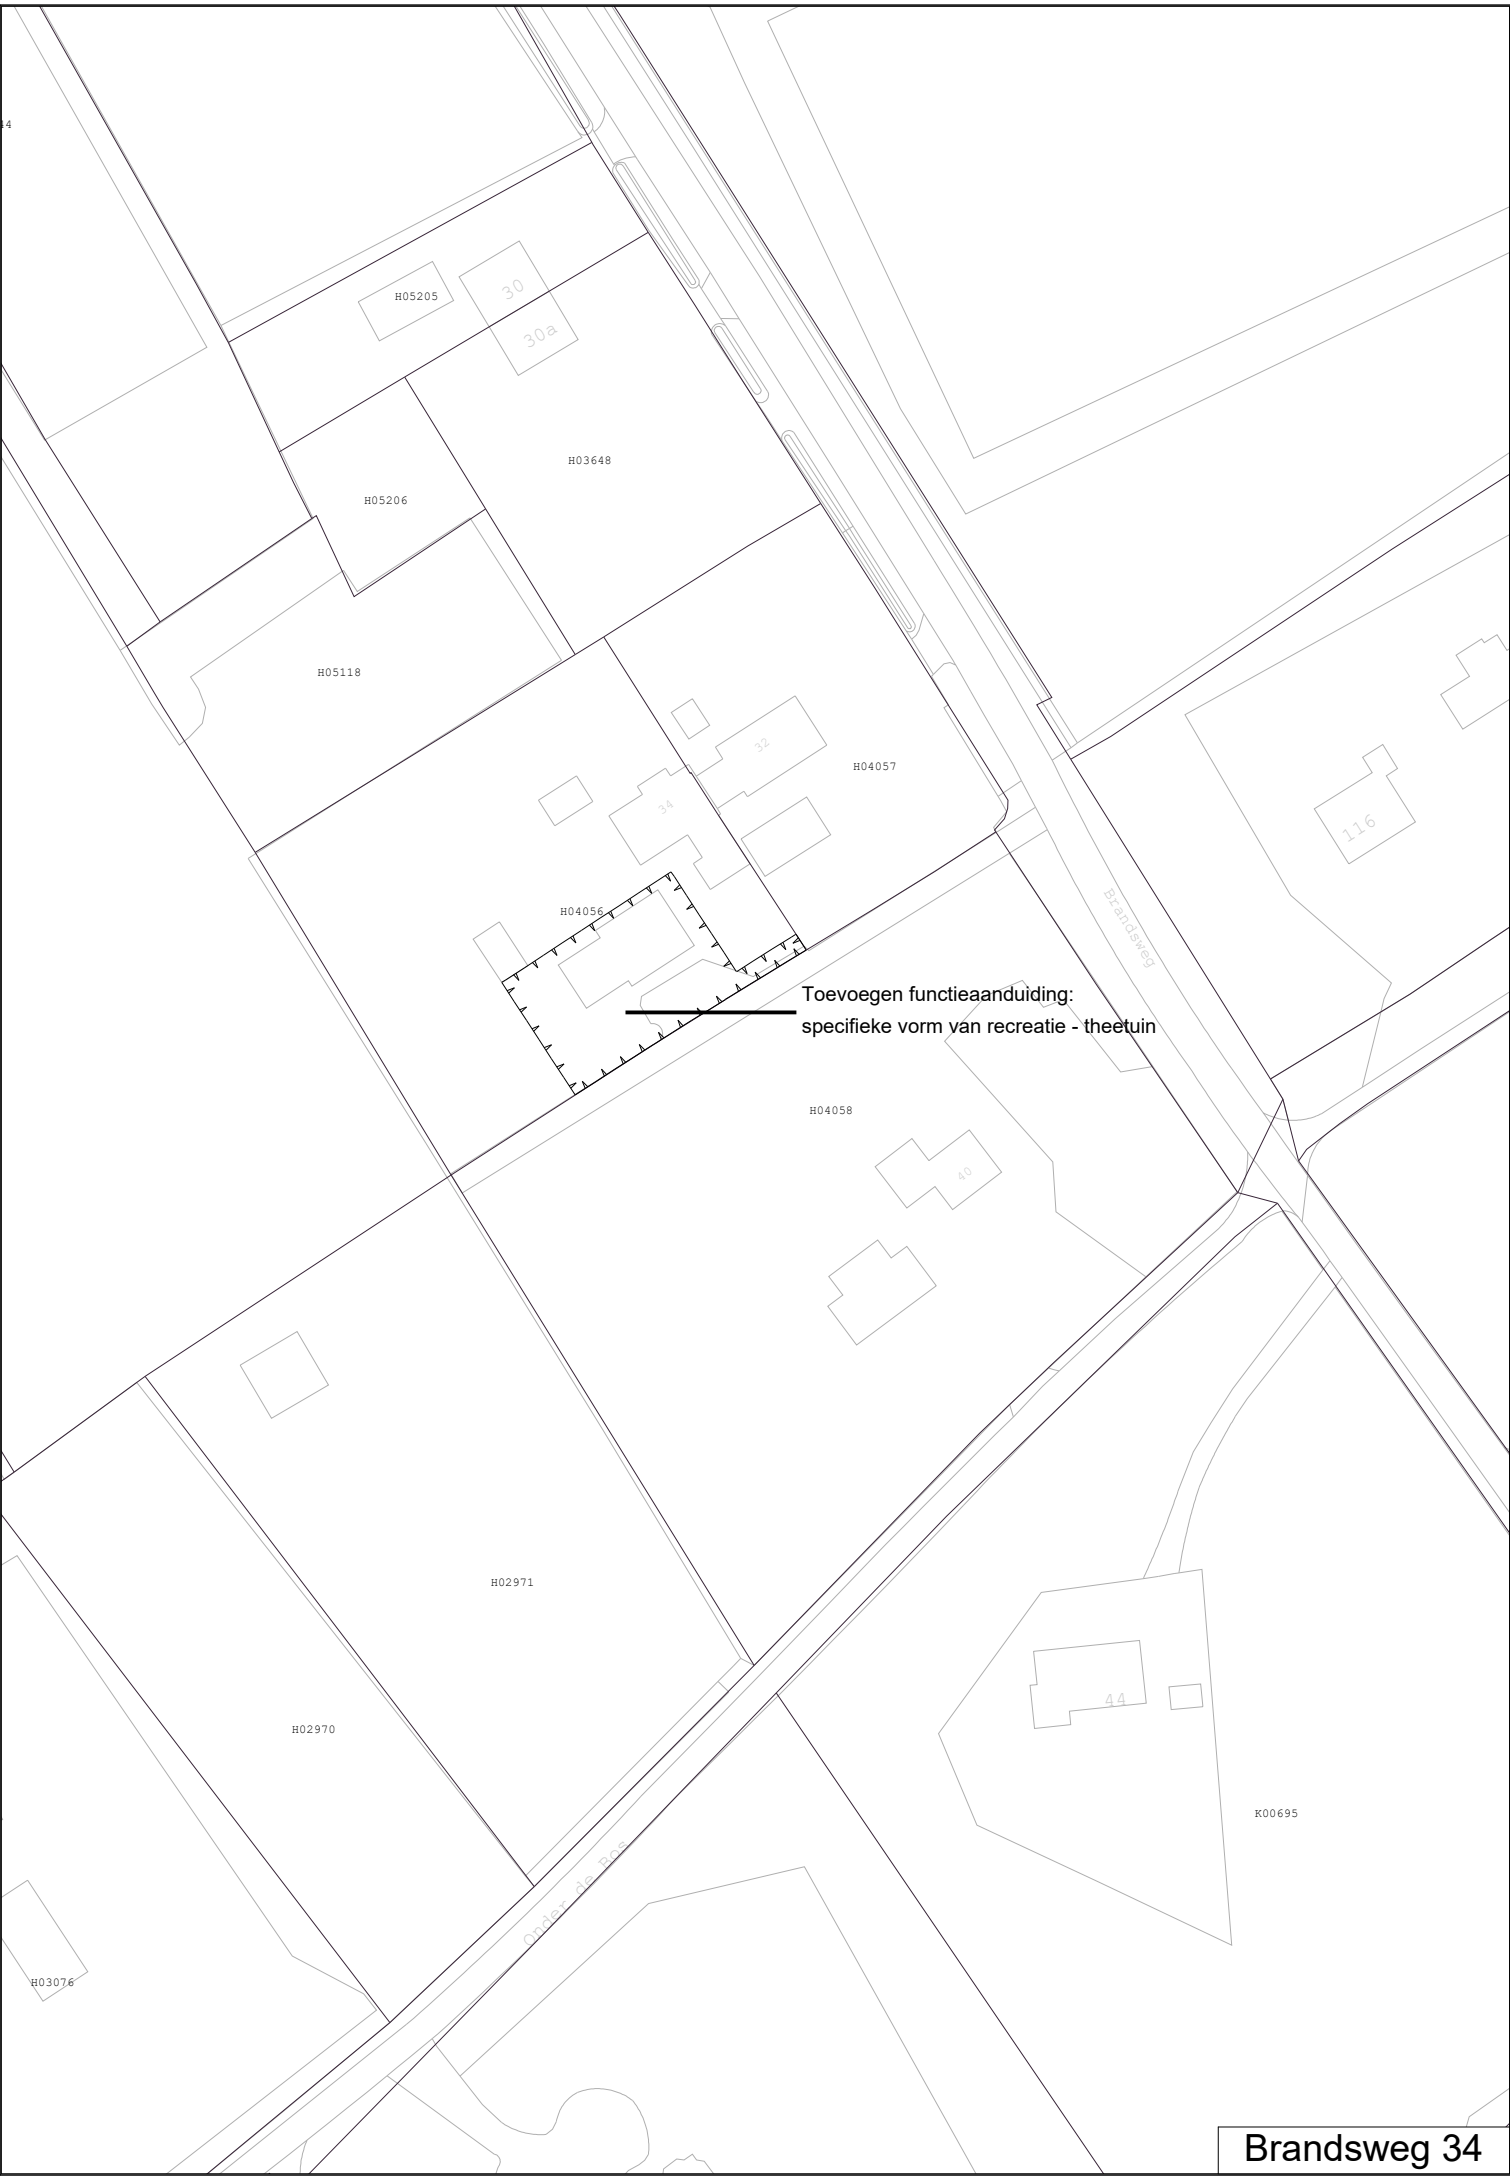 44
H05205
30
30a
H03648
H05206
H05118
32
H04057
34
116
H04056
Brandsweg
Toevoegen functieaanduiding:
specifieke vorm van recreatie - theetuin
H04058
40
H02971
44
H02970
K00695
Onder de Bos
H03076
Brandsweg 34